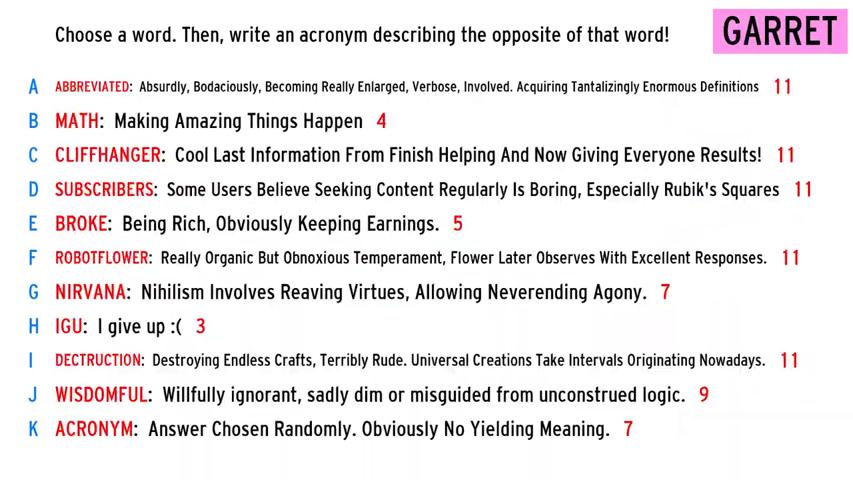 Choose a word. Then, write an acronym describing the opposite of that word!
GARRET
A ABBREVIATED: Absurdly, Bodaciously, Becoming Really Enlarged, Verbose, Involved. Acquiring Tantalizingly Enormous Definitions 11
B MATH: Making Amazing Things Happen 4
C CLIFFHANGER: Cool Last Information From Finish Helping And Now Giving Everyone Results! 11
D SUBSCRIBERS: Some Users Believe Seeking Content Regularly Is Boring, Especially Rubik's Squares 11
E BROKE: Being Rich, Obviously Keeping Earnings. 5
F ROBOTFLOWER: Really Organic But Obnoxious Temperament, Flower Later Observes With Excellent Responses. 11
G NIRVANA: Nihilism Involves Reaving Virtues, Allowing Neverending Agony. 7
H IGU: I give up :( 3
I DECTRUCTION: Destroying Endless Crafts, Terribly Rude. Universal Creations Take Intervals Originating Nowadays. 11
J WISDOMFUL: Willfully ignorant, sadly dim or misguided from unconstrued logic. 9
K ACRONYM: Answer Chosen Randomly. Obviously No Yielding Meaning. 7